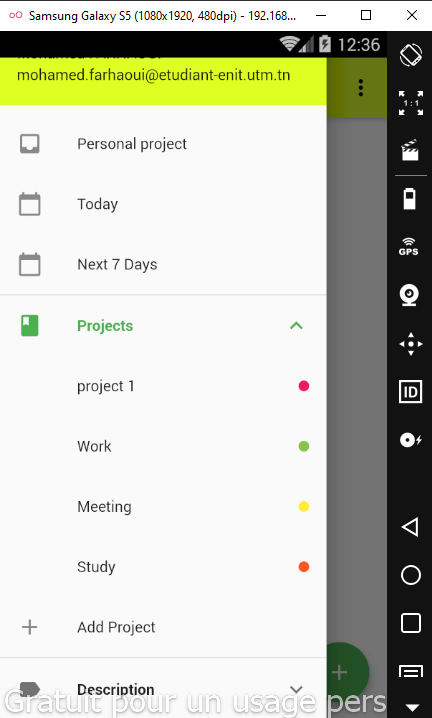 Samsung Galaxy S5 (1080x1920, 480dpi) - 192.168...
12:36
mohamed.farhaoui@etudiant-enit.utm.tn
1:1
Personal project
Today
GPS
Next 7 Days
Projects
project 1
ID
Work
Meeting
Study
Add Project
Description
Gratuit pour un usage pers